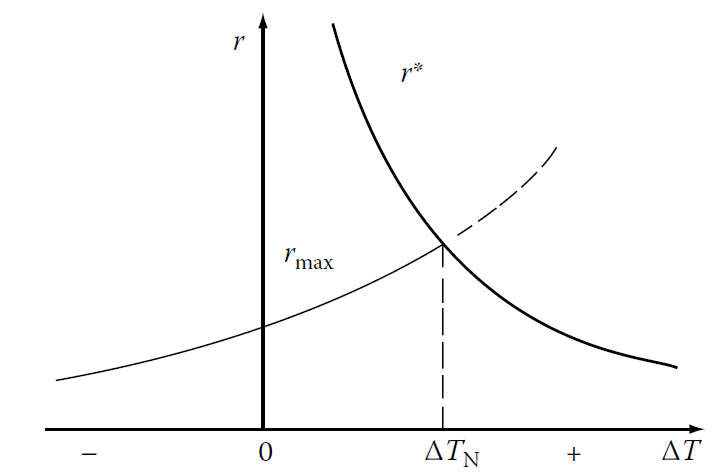 r
r*
r_max
− 0 ΔT_N + ΔT